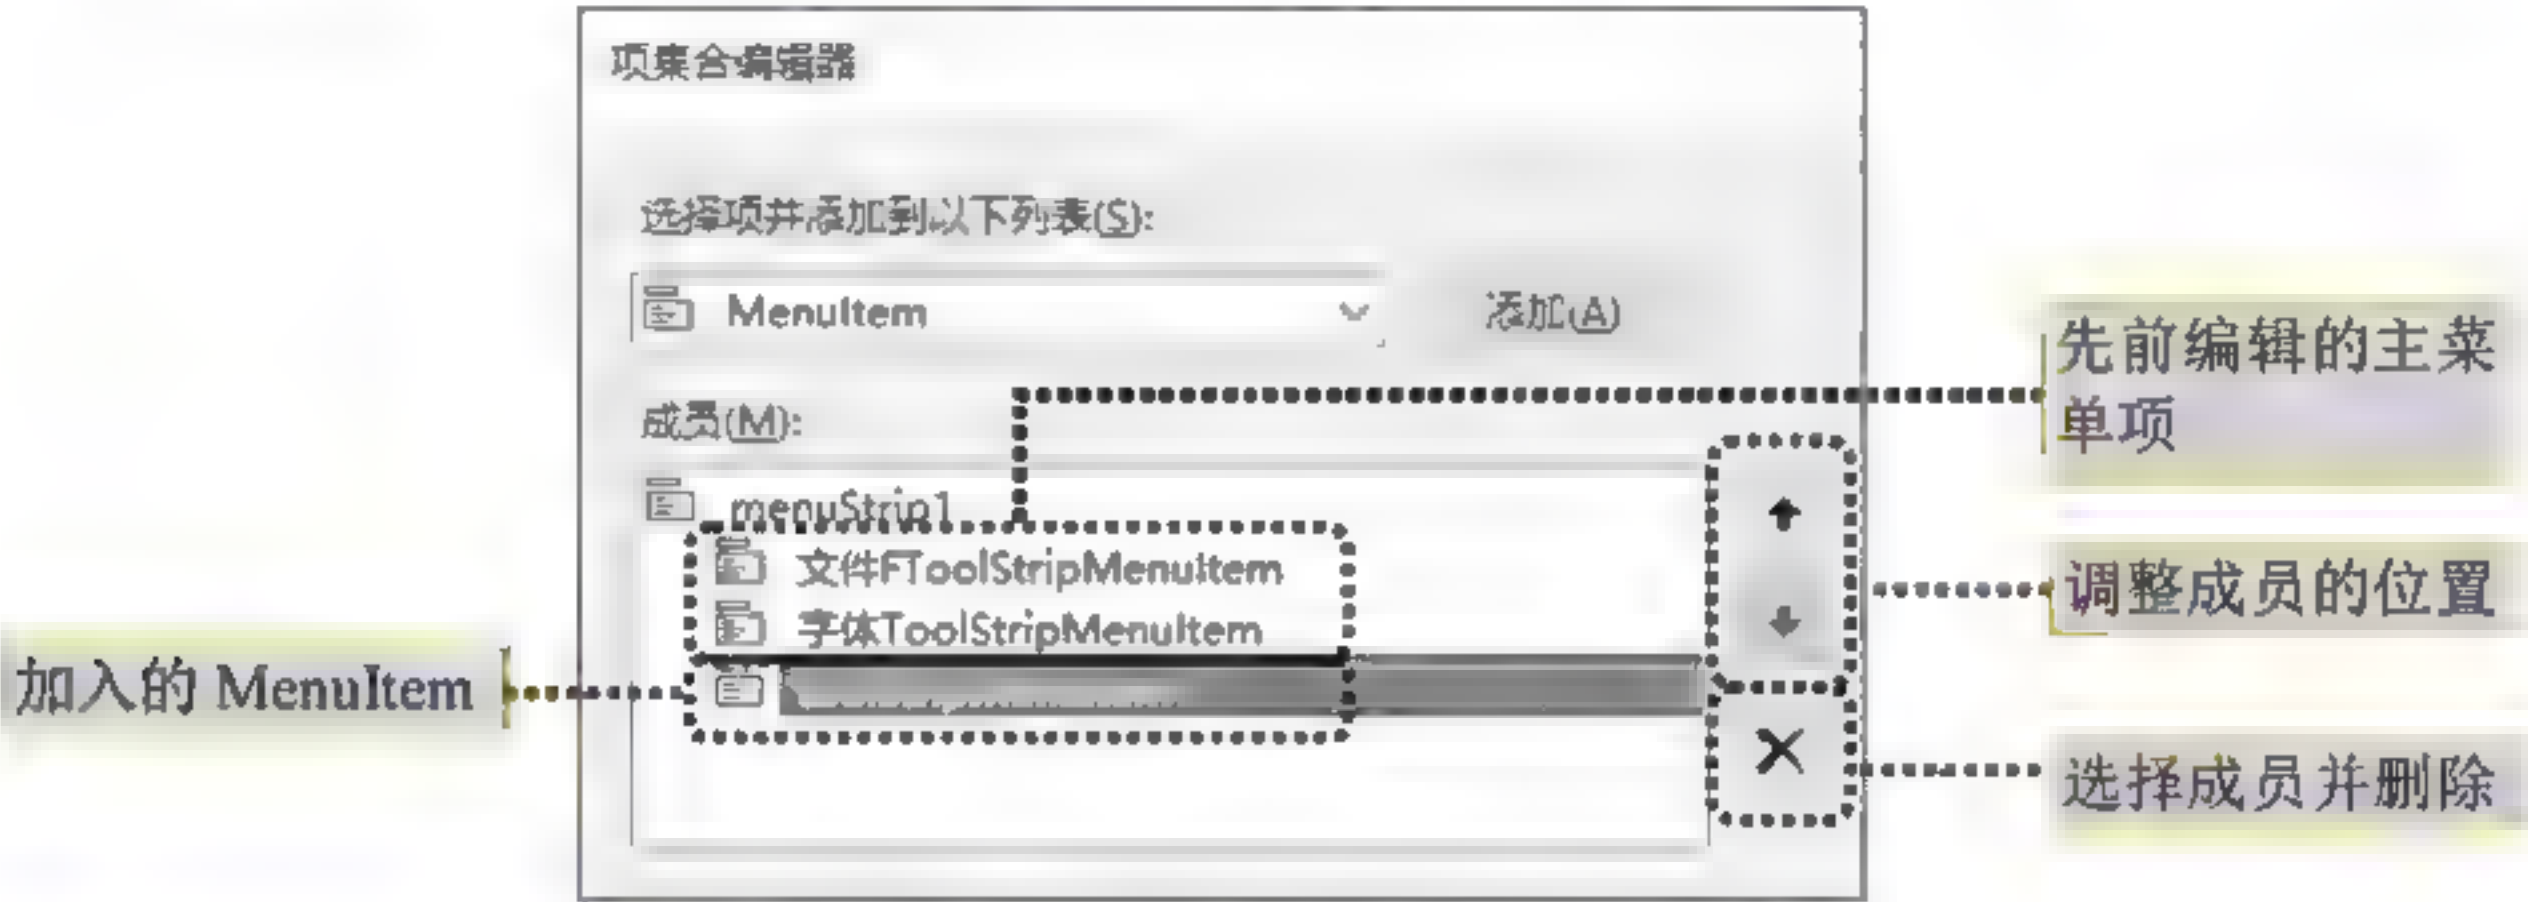 项集合编辑器
选择项并添加到以下列表(S):
MenuItem
添加(A)
成员(M):
menuStrip1
文件FToolStripMenuItem
字体ToolStripMenuItem
加入的 MenuItem
先前编辑的主菜
单项
调整成员的位置
选择成员并删除